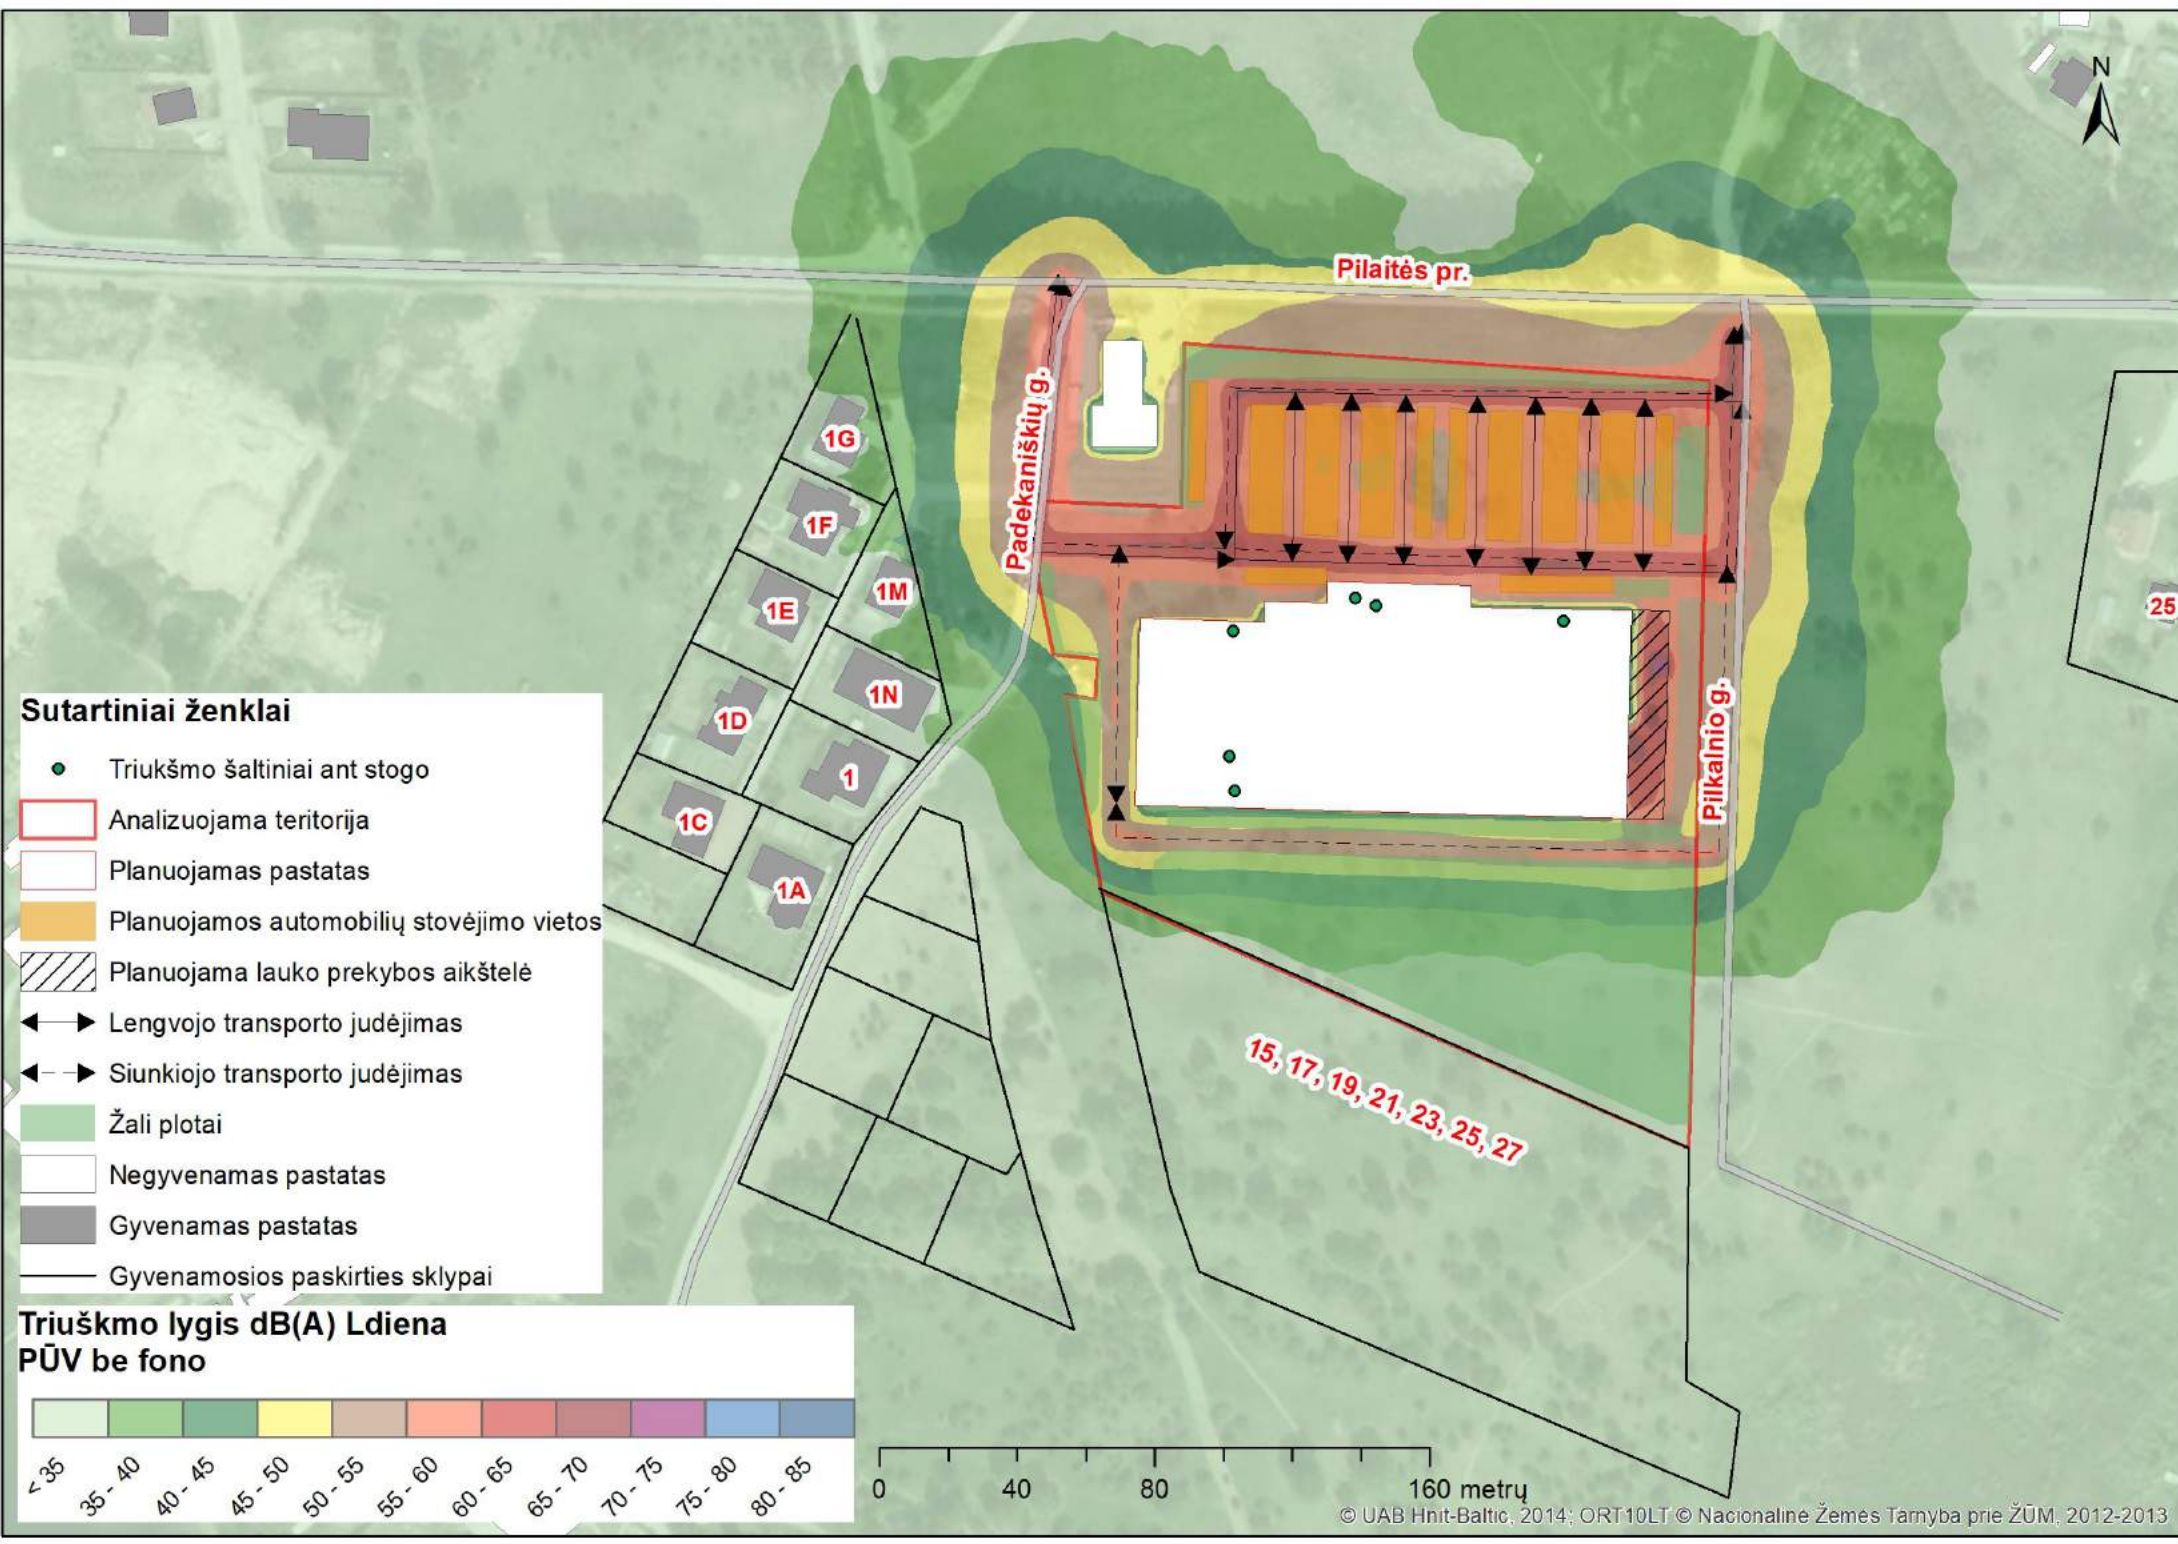 N
Pilaitės pr.
Padekaniškių g.
1G
1F
1M
1E
25
1N
1D
Pilkalnio g.
1
1C
1A
15, 17, 19, 21, 23, 25, 27
Sutartiniai ženklai
Triukšmo šaltiniai ant stogo
Analizuojama teritorija
Planuojamas pastatas
Planuojamos automobilių stovėjimo vietos
Planuojama lauko prekybos aikštelė
Lengvojo transporto judėjimas
Siunkiojo transporto judėjimas
Žali plotai
Negyvenamas pastatas
Gyvenamas pastatas
Gyvenamosios paskirties sklypai
Triuškmo lygis dB(A) Ldiena
PŪV be fono
< 35
35 - 40
40 - 45
45 - 50
50 - 55
55 - 60
60 - 65
65 - 70
70 - 75
75 - 80
80 - 85
0 40 80 160 metrų
© UAB Hnit-Baltic, 2014; ORT10LT © Nacionalinė Žemės Tarnyba prie ŽŪM, 2012-2013